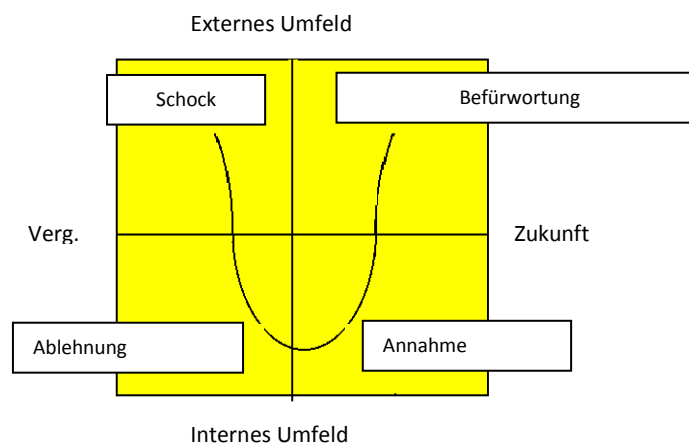 Externes Umfeld
Schock
Befürwortung
Verg.
Zukunft
Ablehnung
Annahme
Internes Umfeld